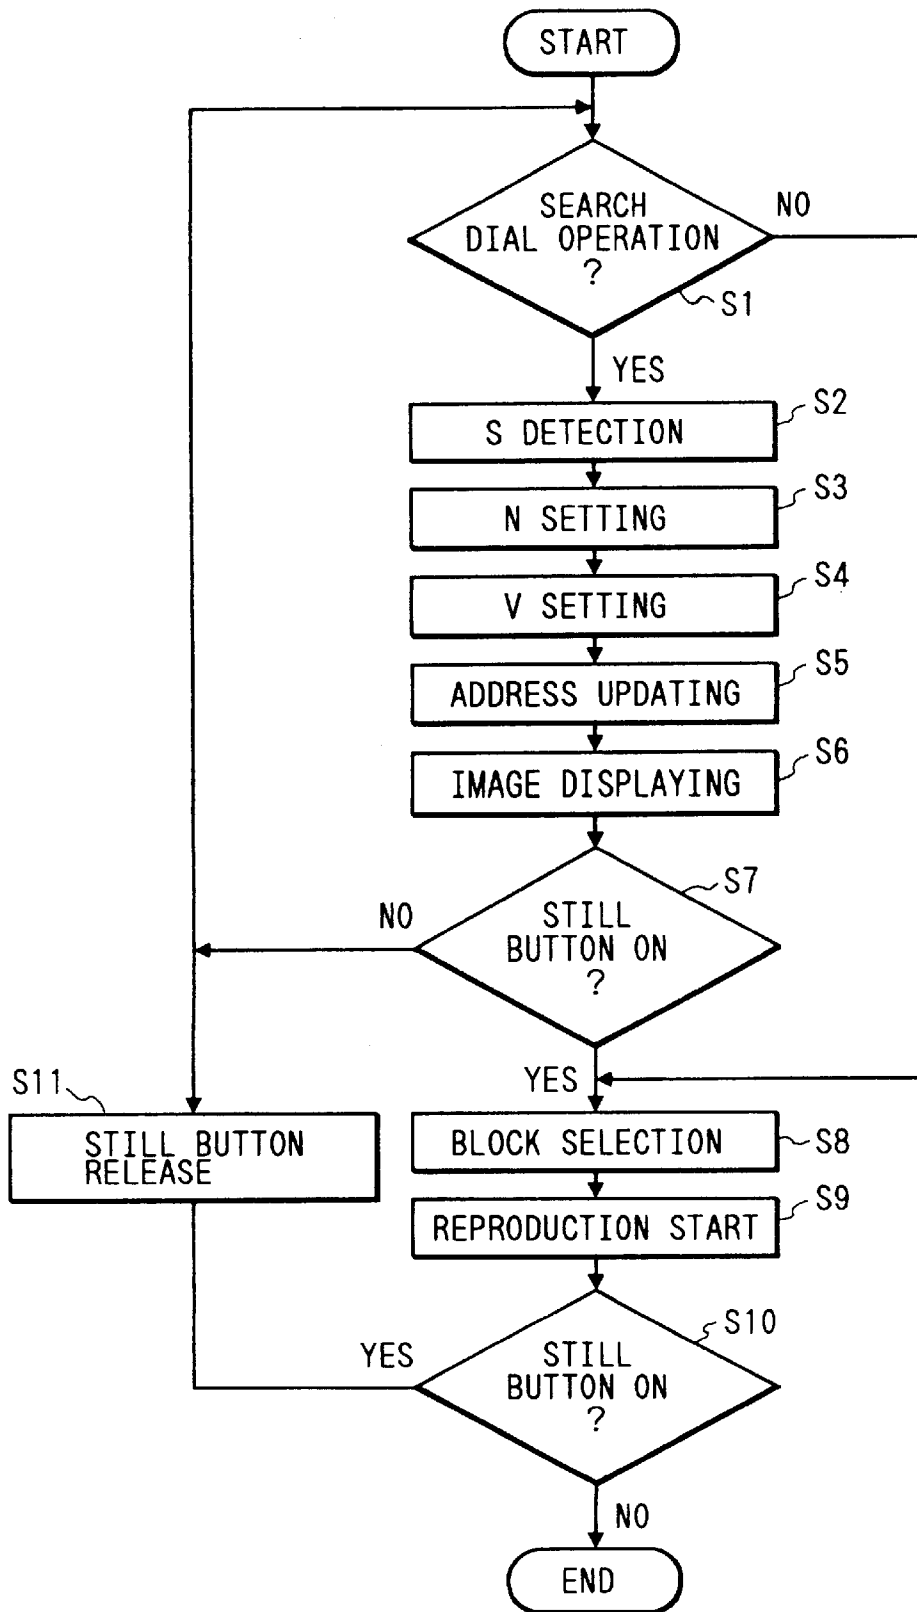 START
SEARCH
DIAL OPERATION
?
NO
S1
YES
S2
S DETECTION
S3
N SETTING
S4
V SETTING
S5
ADDRESS UPDATING
S6
IMAGE DISPLAYING
S7
NO
STILL
BUTTON ON
?
YES
S11
STILL BUTTON
RELEASE
BLOCK SELECTION
S8
S9
REPRODUCTION START
S10
YES
STILL
BUTTON ON
?
NO
END